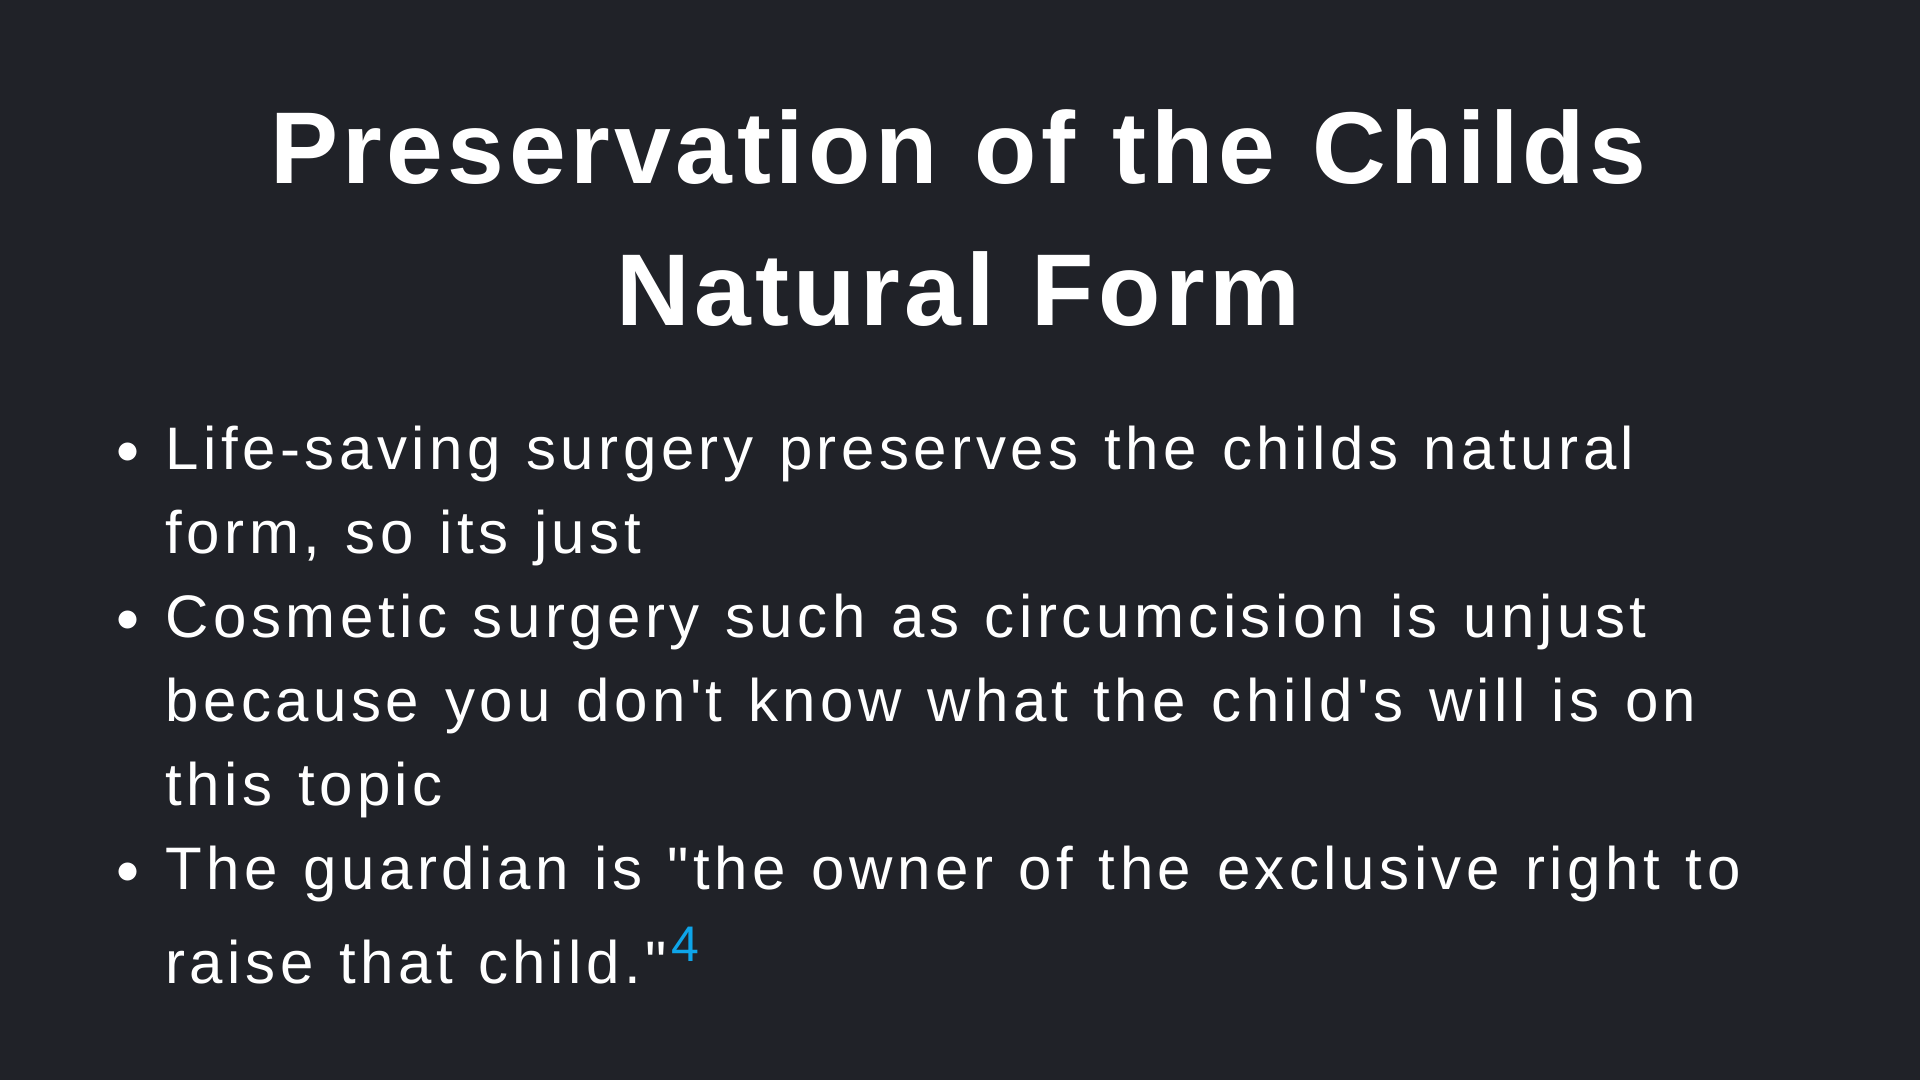 Preservation of the Childs
Natural Form
• Life-saving surgery preserves the childs natural
form, so its just
• Cosmetic surgery such as circumcision is unjust
because you don't know what the child's will is on
this topic
• The guardian is "the owner of the exclusive right to
raise that child."4